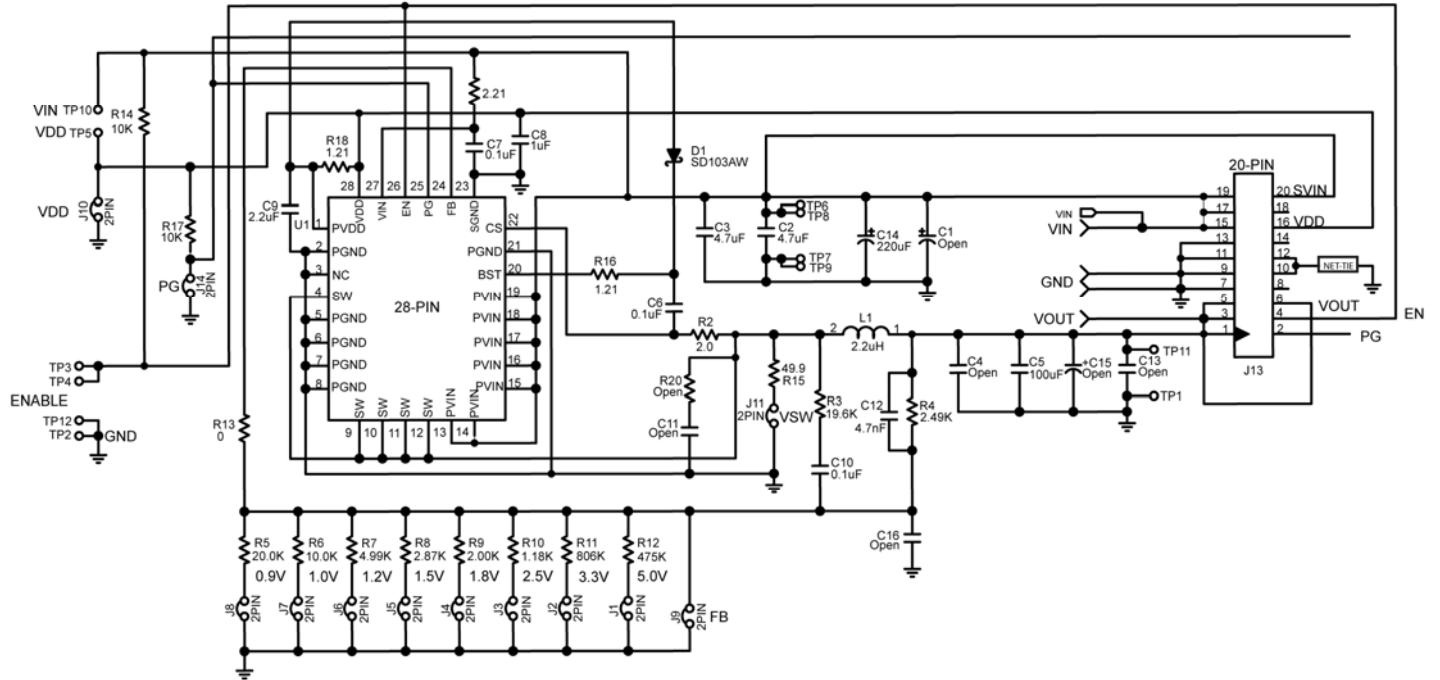 VIN TP10
VDD TP5
R14
10K
2.21
C7
0.1uF
C8
1uF
R18
1.21
D1
SD103AW
20-PIN
VDD
J10
2PIN
R17
10K
C9
2.2uF
U1
28 27 26 25 24 23
VDD
VIN
EN
PG
FB
SGND
22
1 PVDD
2 PGND
3 NC
4 SW
5 PGND
6 PGND
7 PGND
8 PGND
CS
PGND 21
BST 20
PVIN 19
PVIN 18
PVIN 17
PVIN 16
PVIN 15
28-PIN
SW
SW
SW
SW
PVIN
PVIN
9 10 11 12 13 14
PG
J14
2PIN
R16
1.21
C6
0.1uF
R2
2.0
C3
4.7uF
TP6
TP8
C2
4.7uF
TP7
TP9
C14
220uF
C1
Open
VIN
VIN
GND
VOUT
19
17
15
13
11
9
7
5
3
1
20 SVIN
18
16 VDD
14
12
10
8
6
4
2
NET-TIE
VOUT
EN
PG
J13
TP3
TP4
ENABLE
TP12
TP2
GND
R13
0
L1
2 1
2.2uH
R20
Open
C11
Open
49.9
R15
J11
2PIN
VSW
R3
19.6K
C10
0.1uF
C12
4.7nF
R4
2.49K
C4
Open
C5
100uF
C15
Open
C13
Open
TP11
TP1
C16
Open
R5
20.0K
0.9V
R6
10.0K
1.0V
R7
4.99K
1.2V
R8
2.87K
1.5V
R9
2.00K
1.8V
R10
1.18K
2.5V
R11
806K
3.3V
R12
475K
5.0V
J8
2PIN
J7
2PIN
J6
2PIN
J5
2PIN
J4
2PIN
J3
2PIN
J2
2PIN
J1
2PIN
J9
2PIN
FB